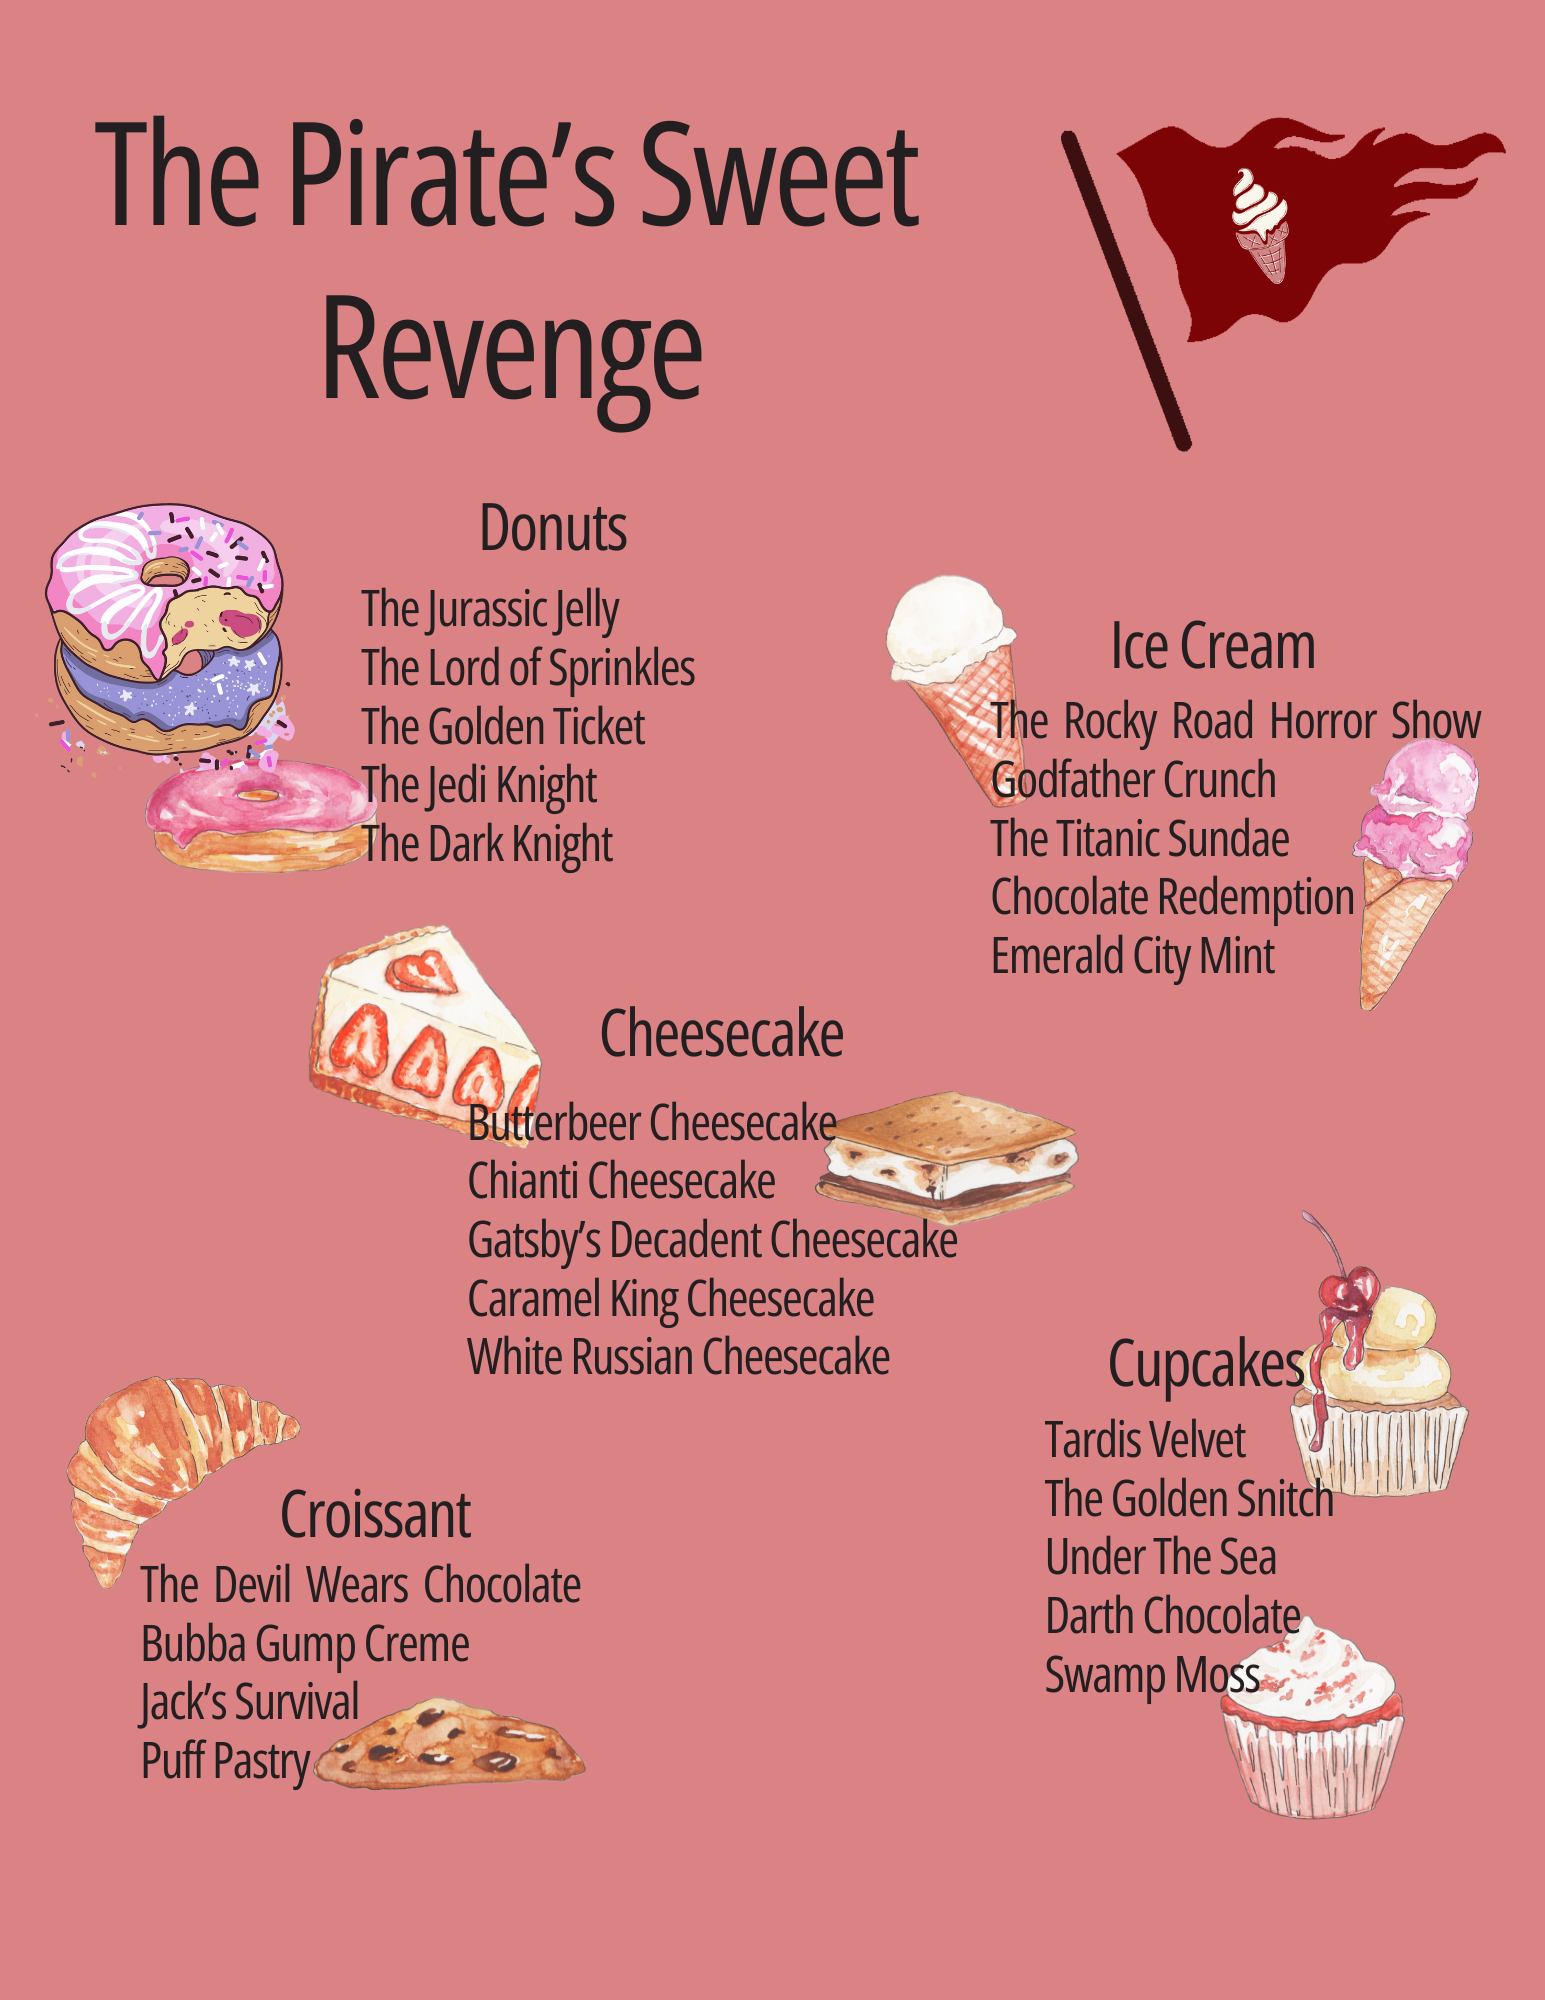 The Pirate’s Sweet
Revenge
Donuts
The Jurassic Jelly
The Lord of Sprinkles
The Golden Ticket
The Jedi Knight
The Dark Knight
Ice Cream
The Rocky Road Horror Show
Godfather Crunch
The Titanic Sundae
Chocolate Redemption
Emerald City Mint
Cheesecake
Butterbeer Cheesecake
Chianti Cheesecake
Gatsby’s Decadent Cheesecake
Caramel King Cheesecake
White Russian Cheesecake
Cupcakes
Tardis Velvet
The Golden Snitch
Under The Sea
Darth Chocolate
Swamp Moss
Croissant
The Devil Wears Chocolate
Bubba Gump Creme
Jack’s Survival
Puff Pastry